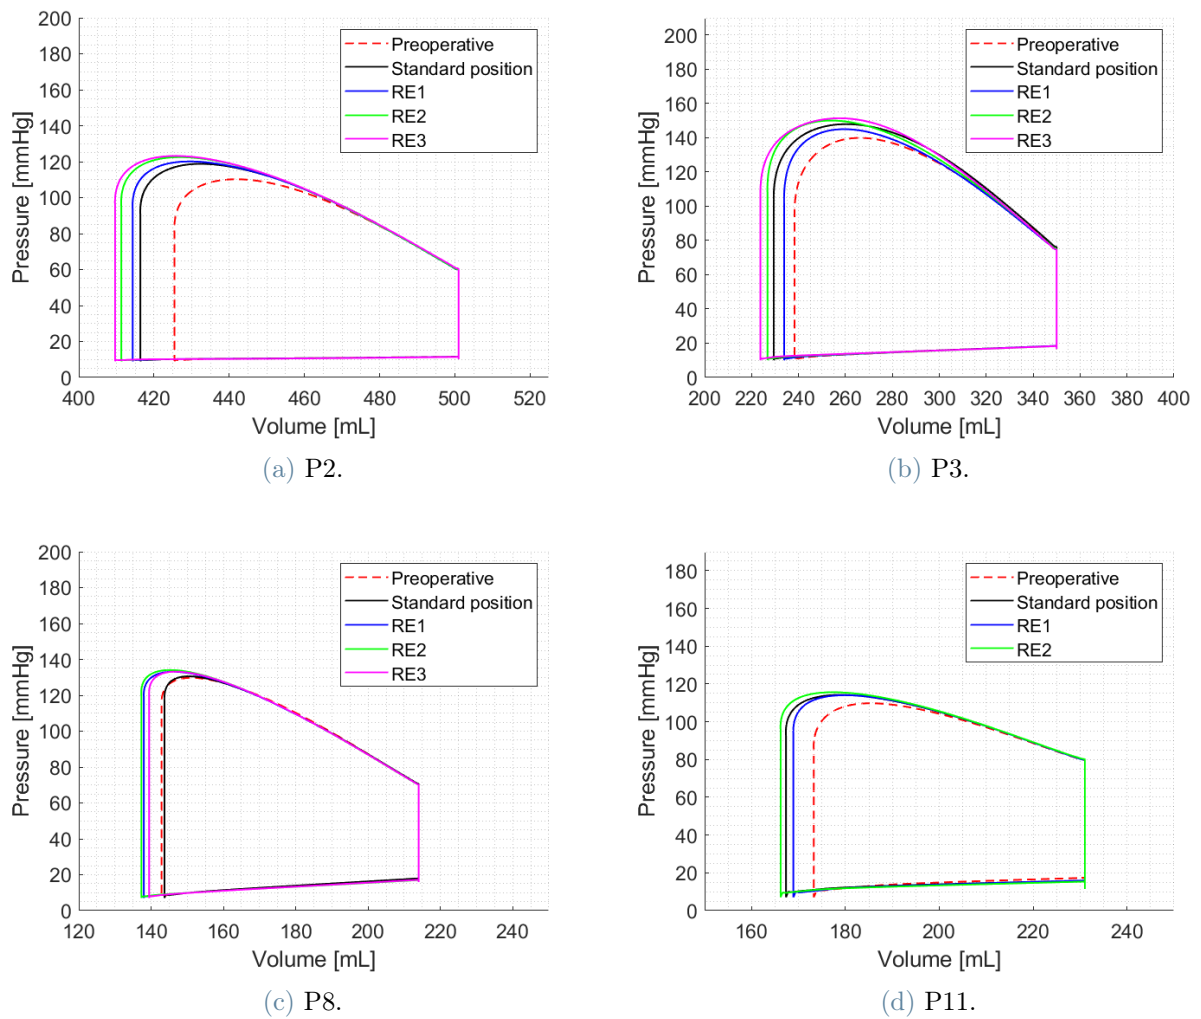 200
180
160
140
120
100
80
60
40
20
0
Pressure [mmHg]
Preoperative
Standard position
RE1
RE2
RE3
400 420 440 460 480 500 520
Volume [mL]
(a) P2.
200
180
160
140
120
100
80
60
40
20
0
Pressure [mmHg]
Preoperative
Standard position
RE1
RE2
RE3
200 220 240 260 280 300 320 340 360 380 400
Volume [mL]
(b) P3.
200
180
160
140
120
100
80
60
40
20
0
Pressure [mmHg]
Preoperative
Standard position
RE1
RE2
RE3
120 140 160 180 200 220 240
Volume [mL]
(c) P8.
180
160
140
120
100
80
60
40
20
0
Pressure [mmHg]
Preoperative
Standard position
RE1
RE2
160 180 200 220 240
Volume [mL]
(d) P11.